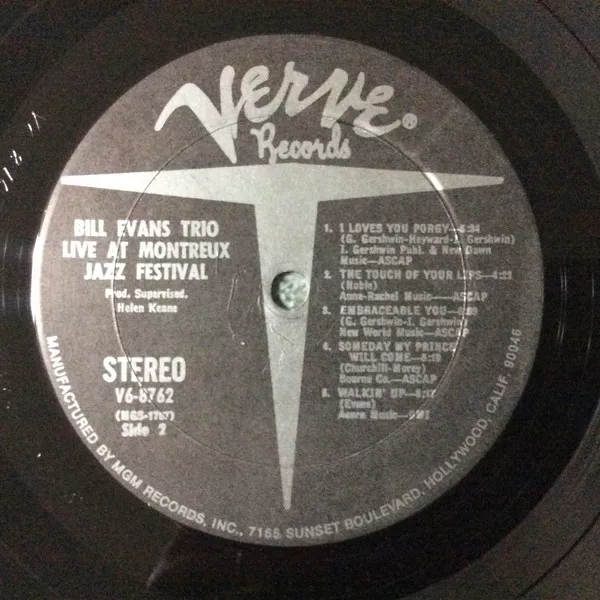 VERVE®
Records
BILL EVANS TRIO
LIVE AT MONTREUX
JAZZ FESTIVAL
Prod. Supervised.
Helen Keane
STEREO
V6-8762
(MGS-1767)
Side 2
1. I LOVES YOU PORGY
(G. Gershwin-Heyward-I. Gershwin)
I. Gershwin Publ. & New Dawn
Music—ASCAP
2. THE TOUCH OF YOUR LIPS
(Noble)
Anne-Rachel Music—ASCAP
3. EMBRACEABLE YOU
(G. Gershwin-I. Gershwin)
New World Music—ASCAP
4. SOMEDAY MY PRINCE
WILL COME
(Churchill-Morey)
Bourne Co.—ASCAP
5. WALKIN' UP
(Evans)
Acorn Music—BMI
MANUFACTURED BY MGM RECORDS, INC., 7165 SUNSET BOULEVARD, HOLLYWOOD, CALIF. 90046